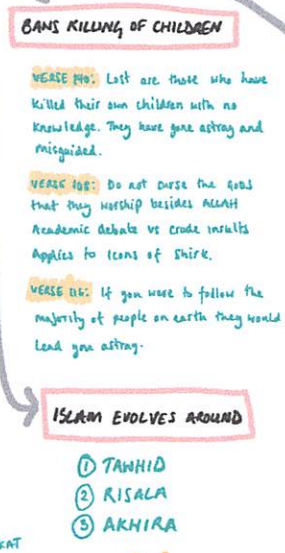 BANS KILLING OF CHILDREN
VERSE 140: Lost are those who have
killed their own children with no
knowledge. They have gone astray and
misguided.
VERSE 108: Do not curse the Gods
that they worship besides ALLAH
Academic debate vs crude insults
Applies to Icons of Shirk.
VERSE 116: If you were to follow the
majority of people on earth they would
lead you astray.
ISLAM EVOLVES AROUND
① TAWHID
② RISALA
③ AKHIRA
KAT